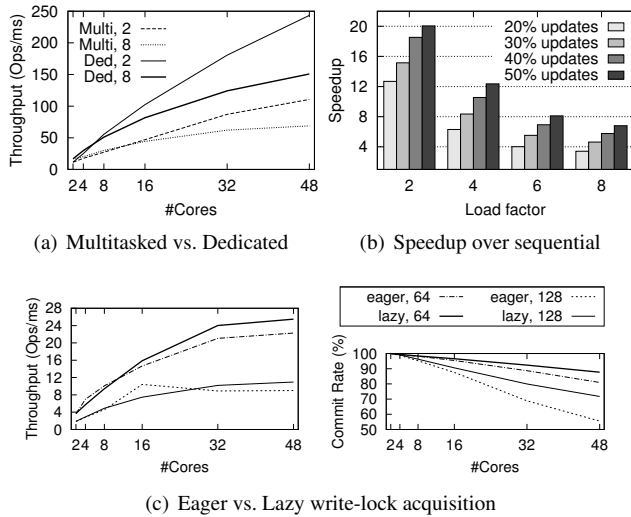 Throughput (Ops/ms)
250
200
150
100
50
0
Multi, 2
Multi, 8
Ded, 2
Ded, 8
2 4 8 16 32 48
#Cores
(a) Multitasked vs. Dedicated
Speedup
20
16
12
8
4
20% updates
30% updates
40% updates
50% updates
2 4 6 8
Load factor
(b) Speedup over sequential
Throughput (Ops/ms)
28
24
20
16
12
8
4
0
2 4 8 16 32 48
#Cores
eager, 64
lazy, 64
eager, 128
lazy, 128
Commit Rate (%)
100
90
80
70
60
50
2 4 8 16 32 48
#Cores
(c) Eager vs. Lazy write-lock acquisition